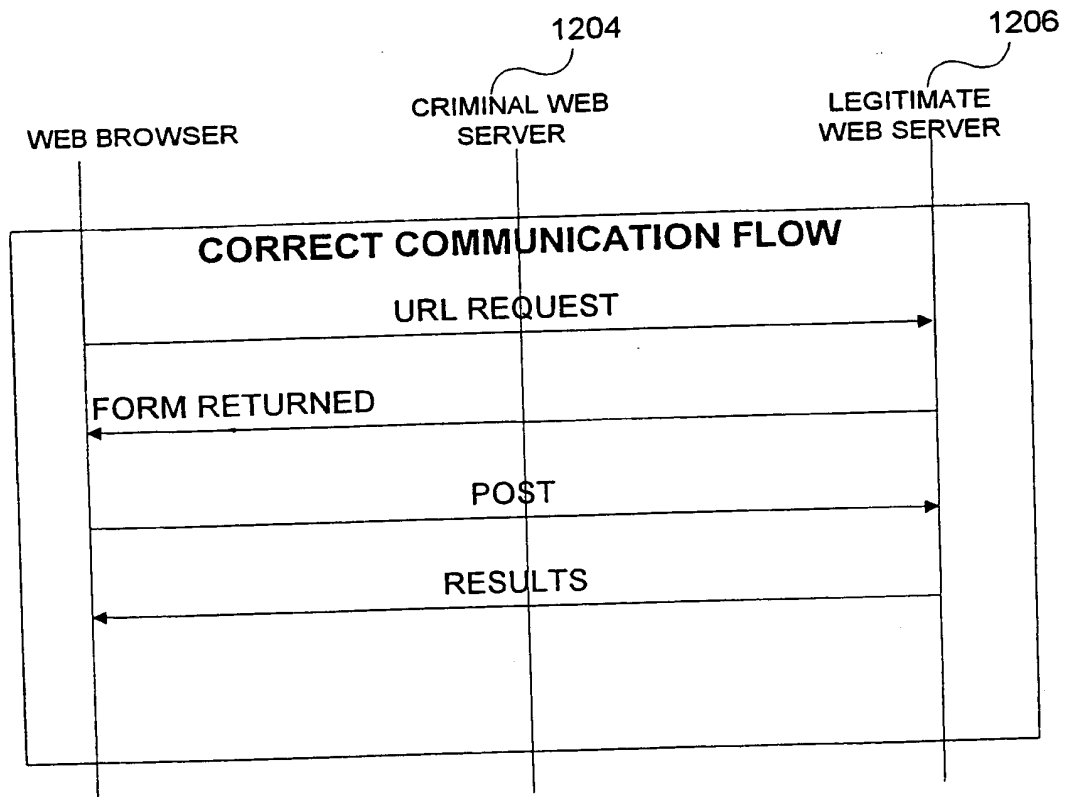 1204
1206
CRIMINAL WEB
SERVER
LEGITIMATE
WEB SERVER
WEB BROWSER
CORRECT COMMUNICATION FLOW
URL REQUEST
FORM RETURNED
POST
RESULTS